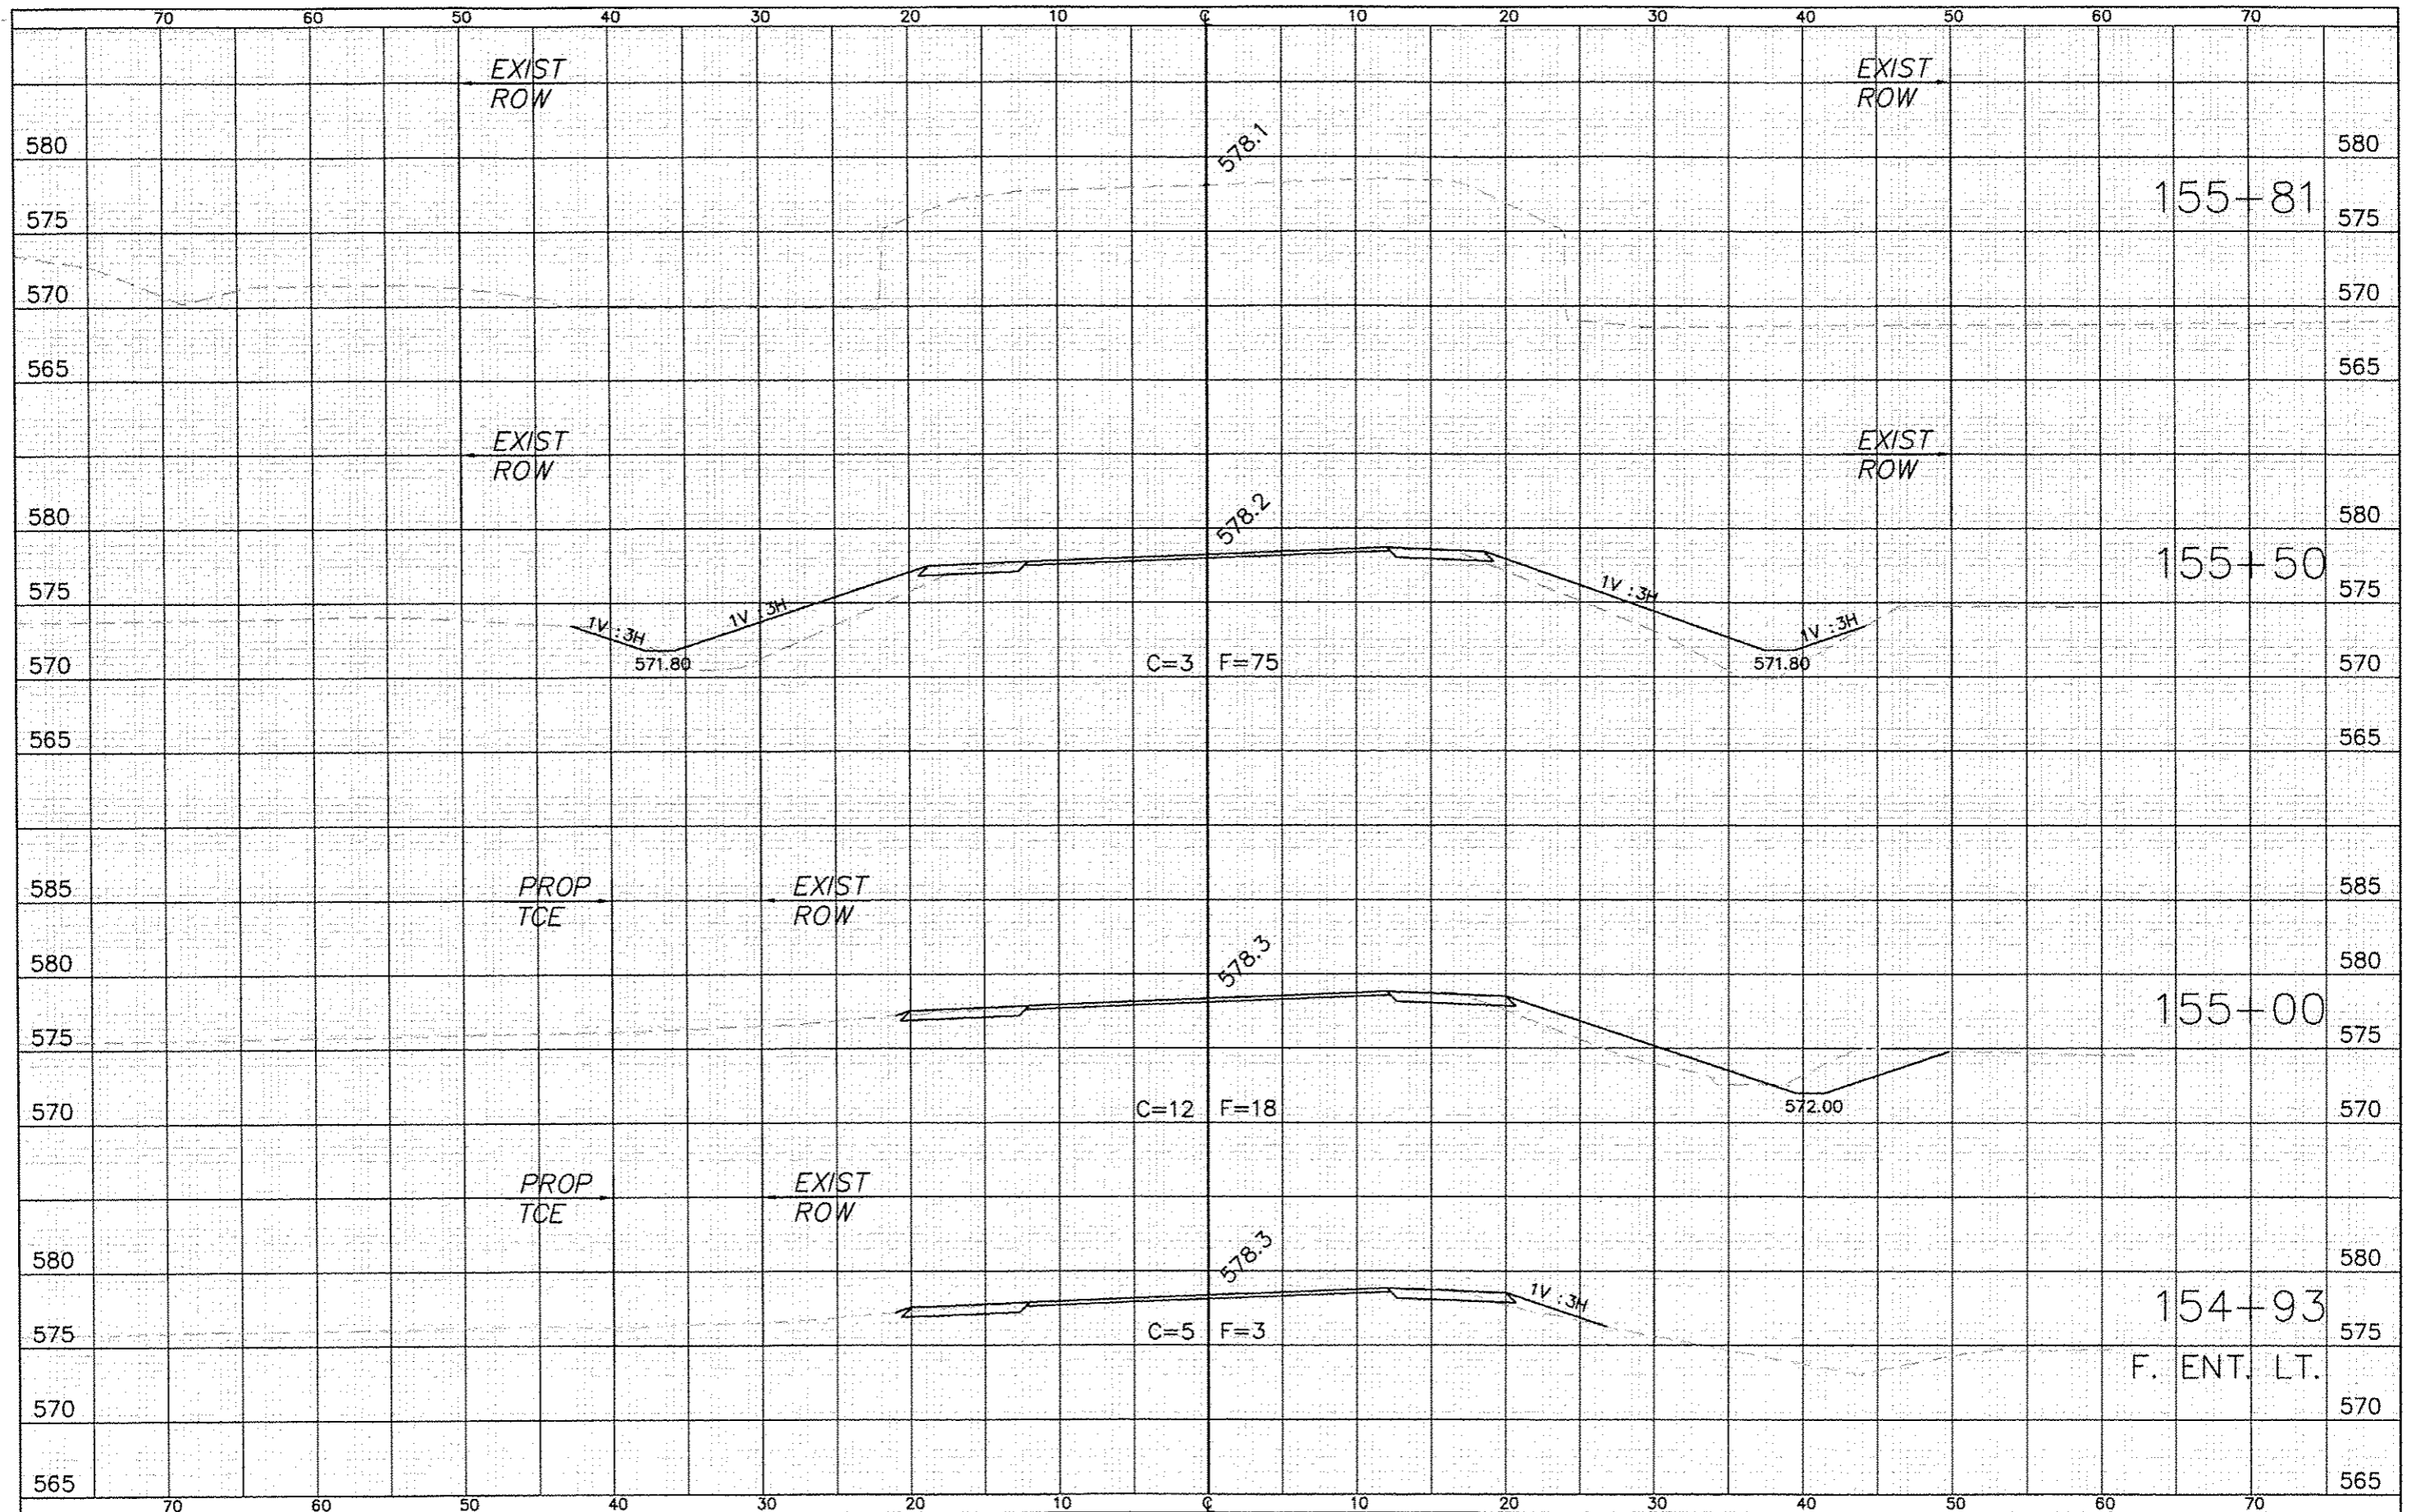 70 60 50 40 30 20 10 ℄ 10 20 30 40 50 60 70
EXIST
ROW
EXIST
ROW
580 578.1 580
155+81
575 575
570 570
565 565
EXIST
ROW
EXIST
ROW
580 578.2 580
155+50
575 1V :3H 1V :3H 1V :3H 1V :3H 575
570 571.80 C=3 F=75 571.80 570
565 565
585 PROP
TCE
EXIST
ROW
585
580 578.3 580
155+00
575 575
570 C=12 F=18 572.00 570
PROP
TCE
EXIST
ROW
580 578.3 580
1V :3H
154+93
575 C=5 F=3 575
F. ENT. LT.
570 570
565 565
70 60 50 40 30 20 10 ℄ 10 20 30 40 50 60 70